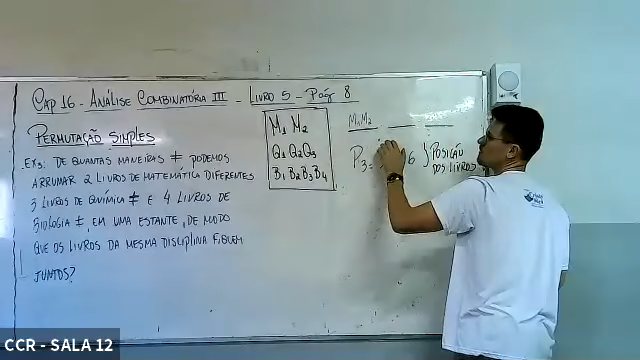 CAP 16 - ANÁLISE COMBINATÓRIA III - LIVRO 5 - PÁG 8
PERMUTAÇÃO SIMPLES
EX3: DE QUANTAS MANEIRAS ≠ PODEMOS
ARRUMAR 2 LIVROS DE MATEMÁTICA DIFERENTES
3 LIVROS DE QUÍMICA ≠ E 4 LIVROS DE
BIOLOGIA ≠, EM UMA ESTANTE, DE MODO
QUE OS LIVROS DA MESMA DISCIPLINA FIQUEM
JUNTOS?
M1 M2
Q1 Q2 Q3
B1 B2 B3 B4
M1 M2
P3 = 6 } POSIÇÃO
DOS LIVROS
CCR - SALA 12